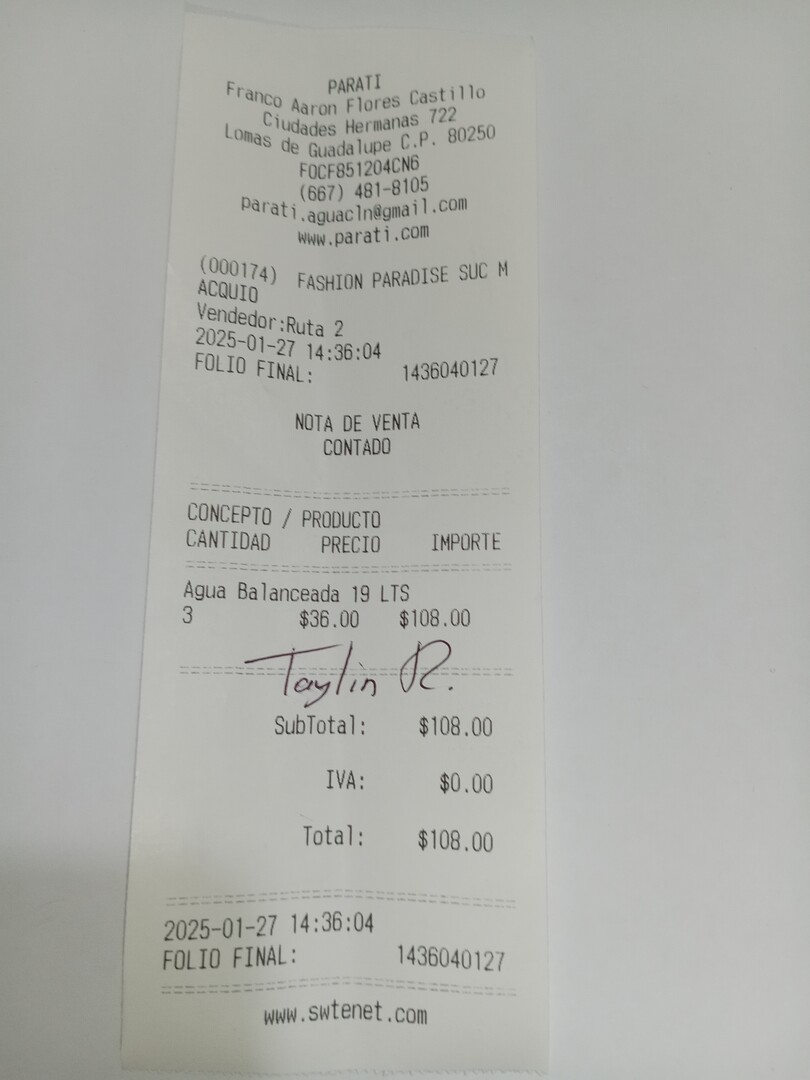 PARATI
Franco Aaron Flores Castillo
Ciudades Hermanas 722
Lomas de Guadalupe C.P. 80250
FOCF851204CN6
(667) 481-8105
parati.aguacln@gmail.com
www.parati.com
(000174) FASHION PARADISE SUC M
ACQUIO
Vendedor:Ruta 2
2025-01-27 14:36:04
FOLIO FINAL: 1436040127
NOTA DE VENTA
CONTADO
CONCEPTO / PRODUCTO
CANTIDAD PRECIO IMPORTE
Agua Balanceada 19 LTS
3 $36.00 $108.00
Taylin R.
SubTotal: $108.00
IVA: $0.00
Total: $108.00
2025-01-27 14:36:04
FOLIO FINAL: 1436040127
www.swtenet.com